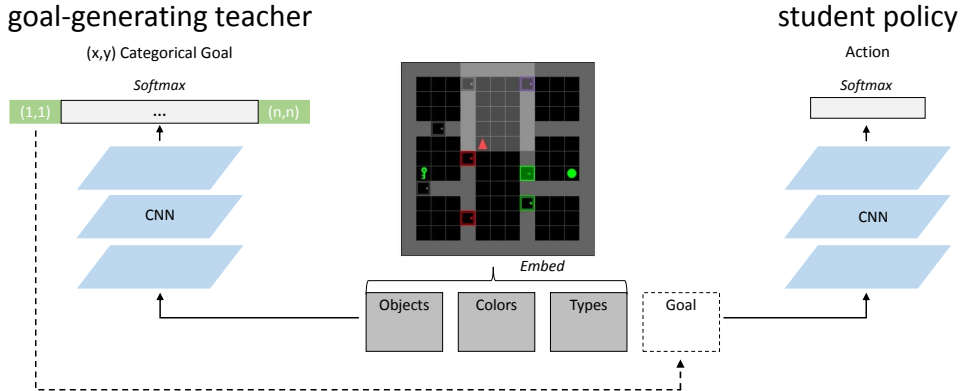 goal-generating teacher
student policy
(x,y) Categorical Goal
Action
Softmax
Softmax
(1,1)
...
(n,n)
CNN
CNN
Embed
Objects
Colors
Types
Goal